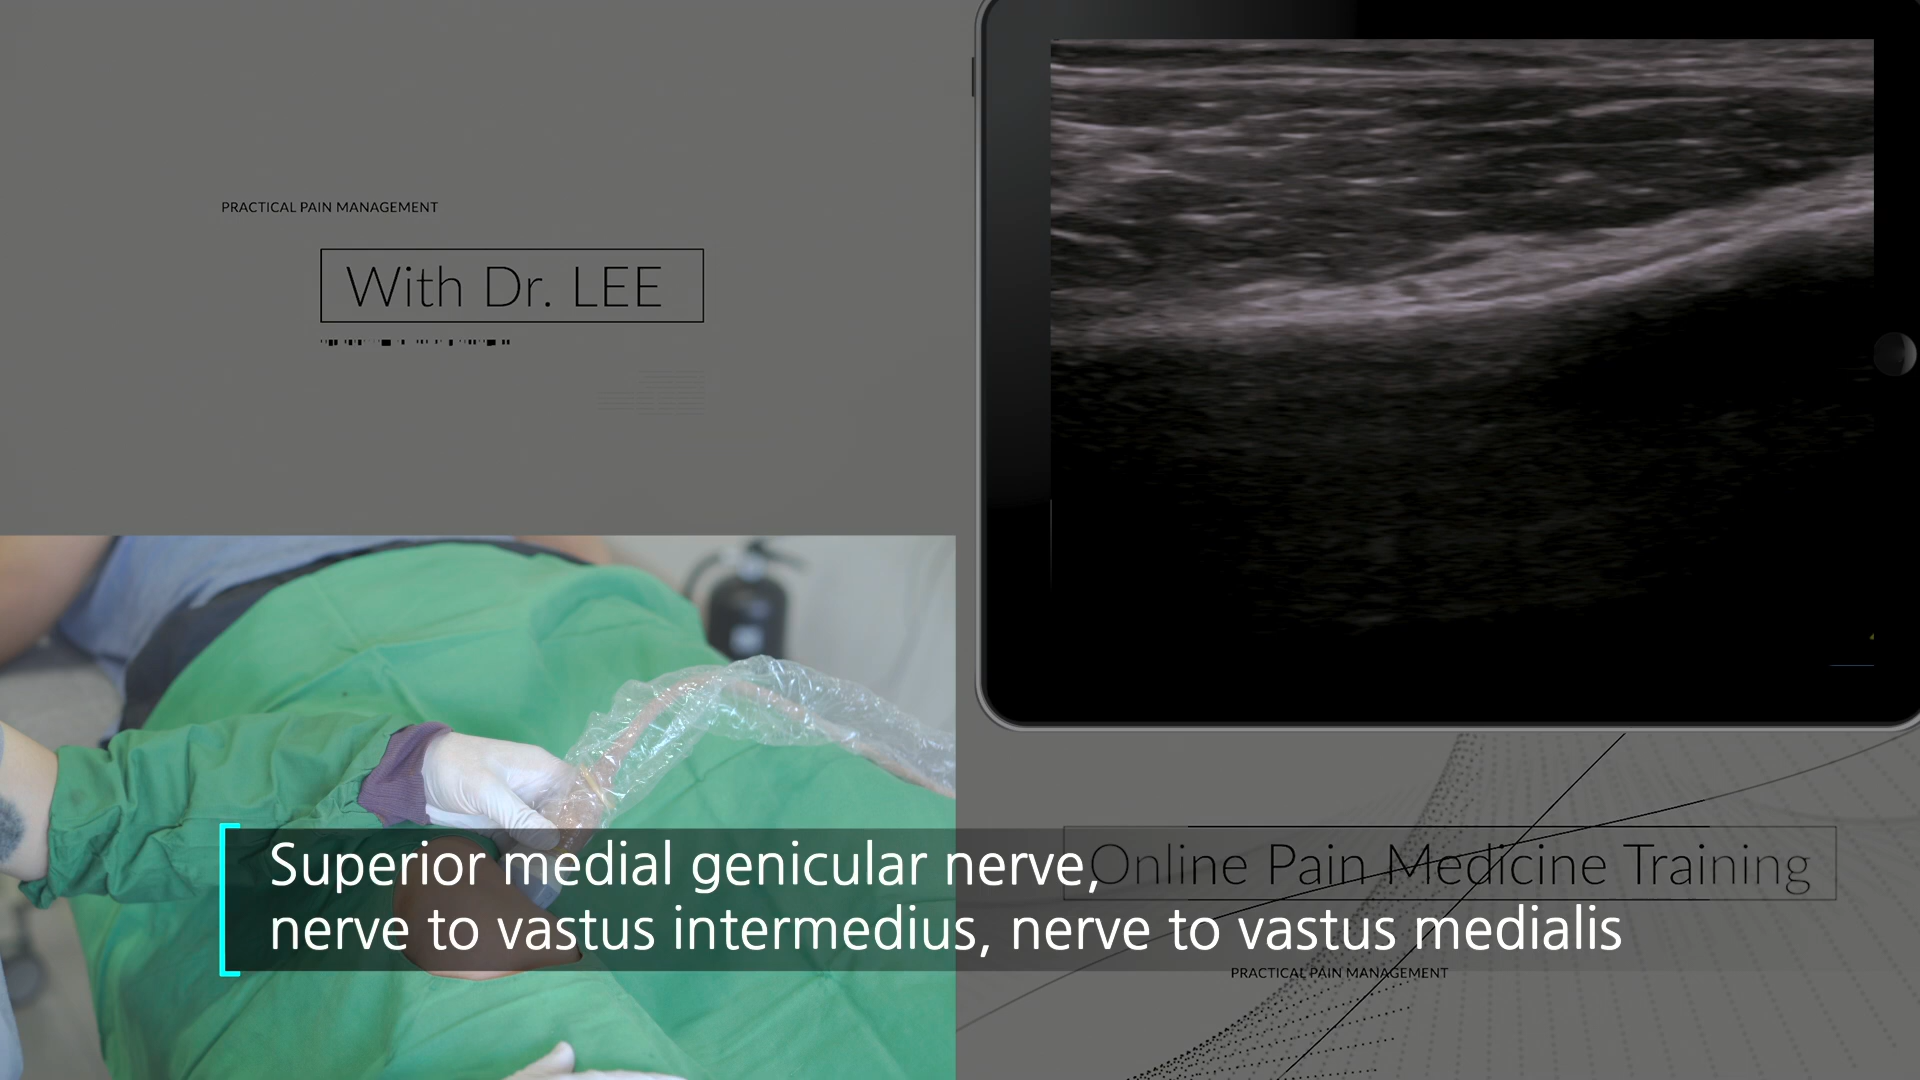 PRACTICAL PAIN MANAGEMENT
With Dr. LEE
Superior medial genicular nerve,
nerve to vastus intermedius, nerve to vastus medialis
Online Pain Medicine Training
PRACTICAL PAIN MANAGEMENT